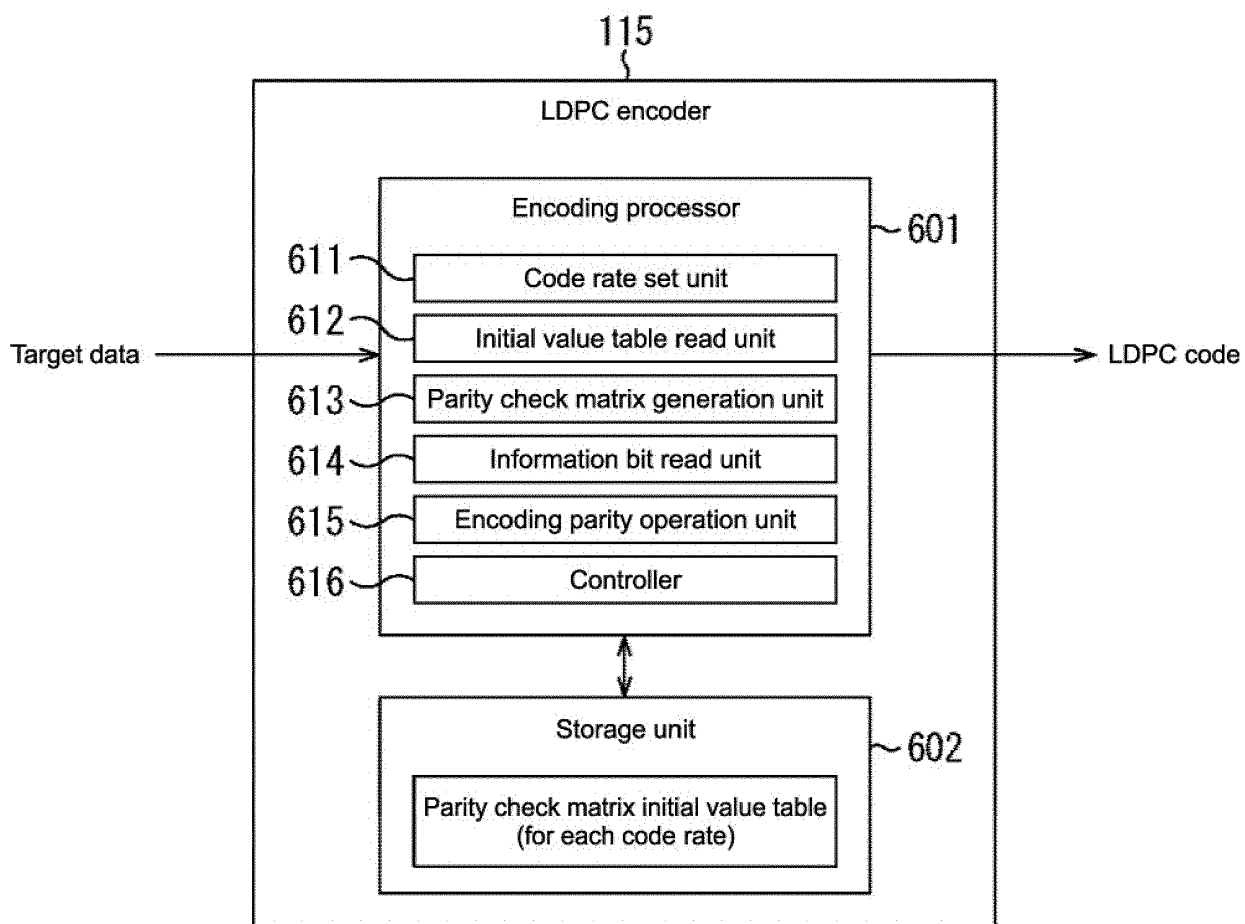 115
LDPC encoder
Encoding processor
601
611
Code rate set unit
612
Initial value table read unit
Target data
LDPC code
613
Parity check matrix generation unit
614
Information bit read unit
615
Encoding parity operation unit
616
Controller
Storage unit
602
Parity check matrix initial value table
(for each code rate)